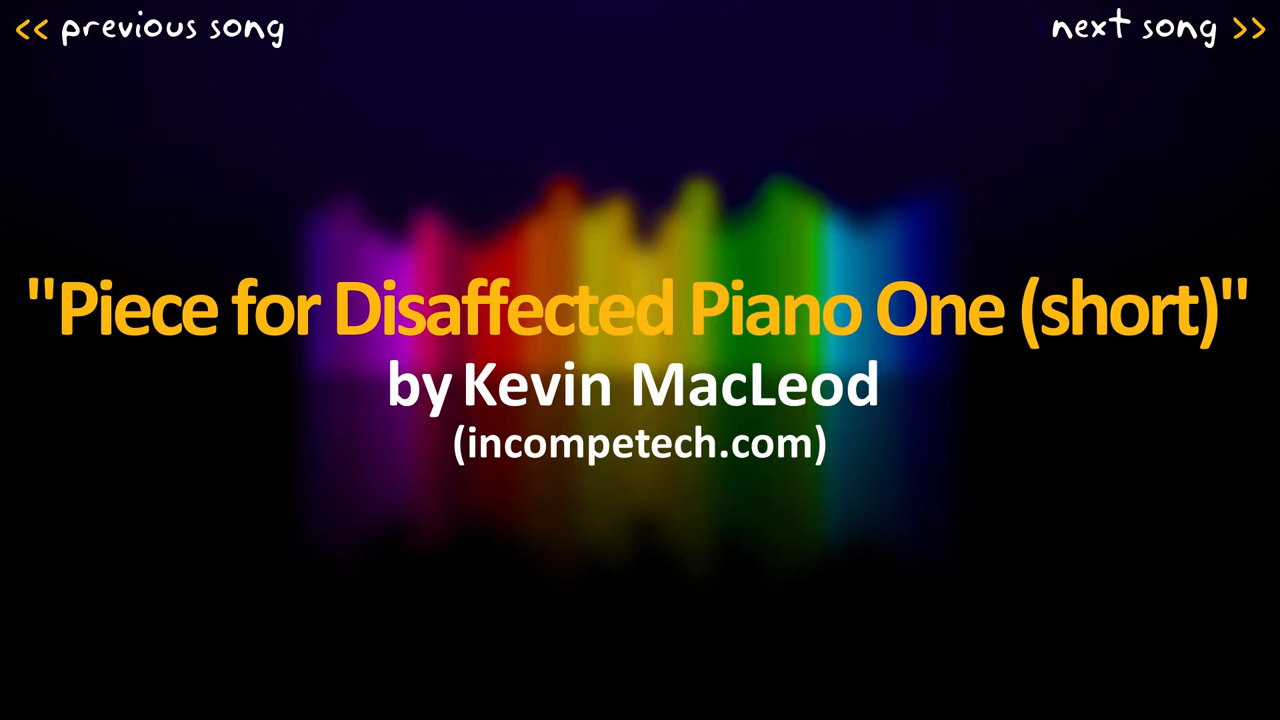 << previous song
next song >>
"Piece for Disaffected Piano One (short)"
by Kevin MacLeod
(incompetech.com)